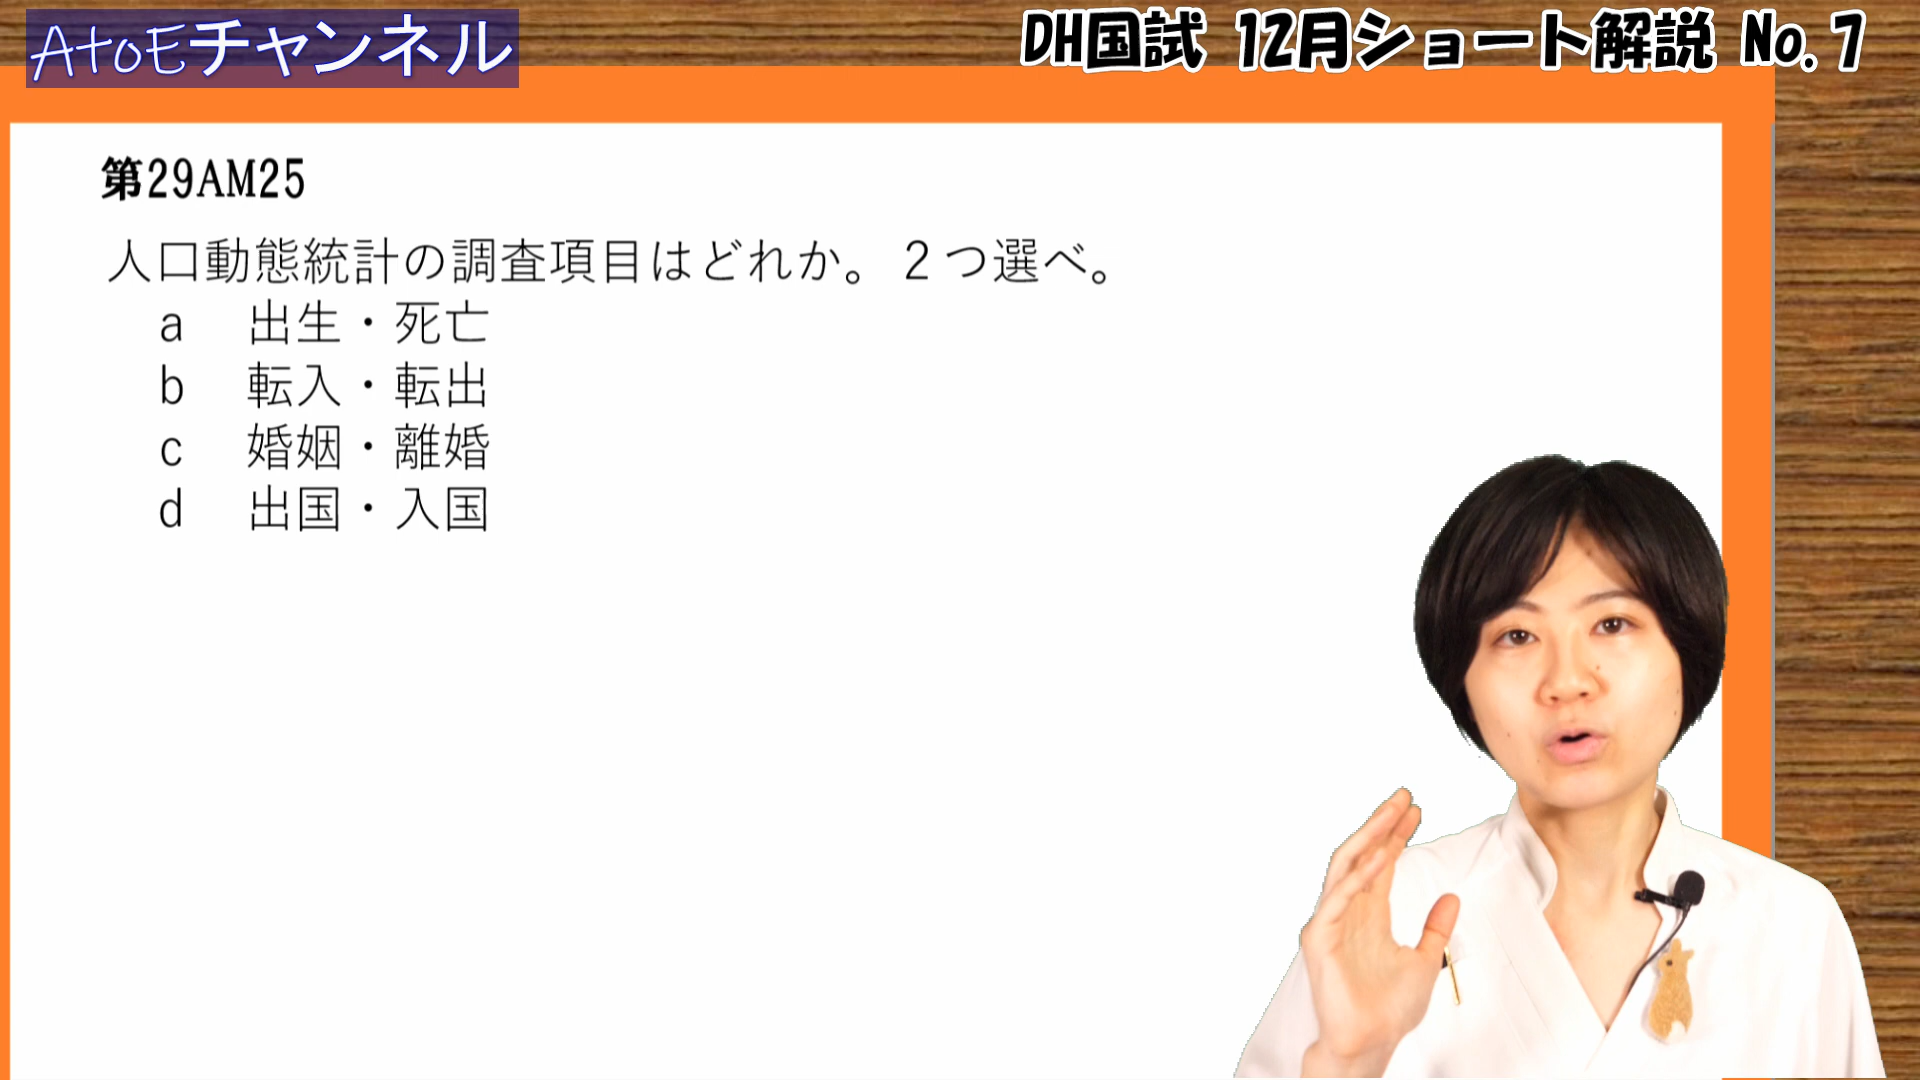 AtoEチャンネル
DH国試 12月ショート解説 No.7
第29AM25
人口動態統計の調査項目はどれか。２つ選べ。
a 出生・死亡
b 転入・転出
c 婚姻・離婚
d 出国・入国